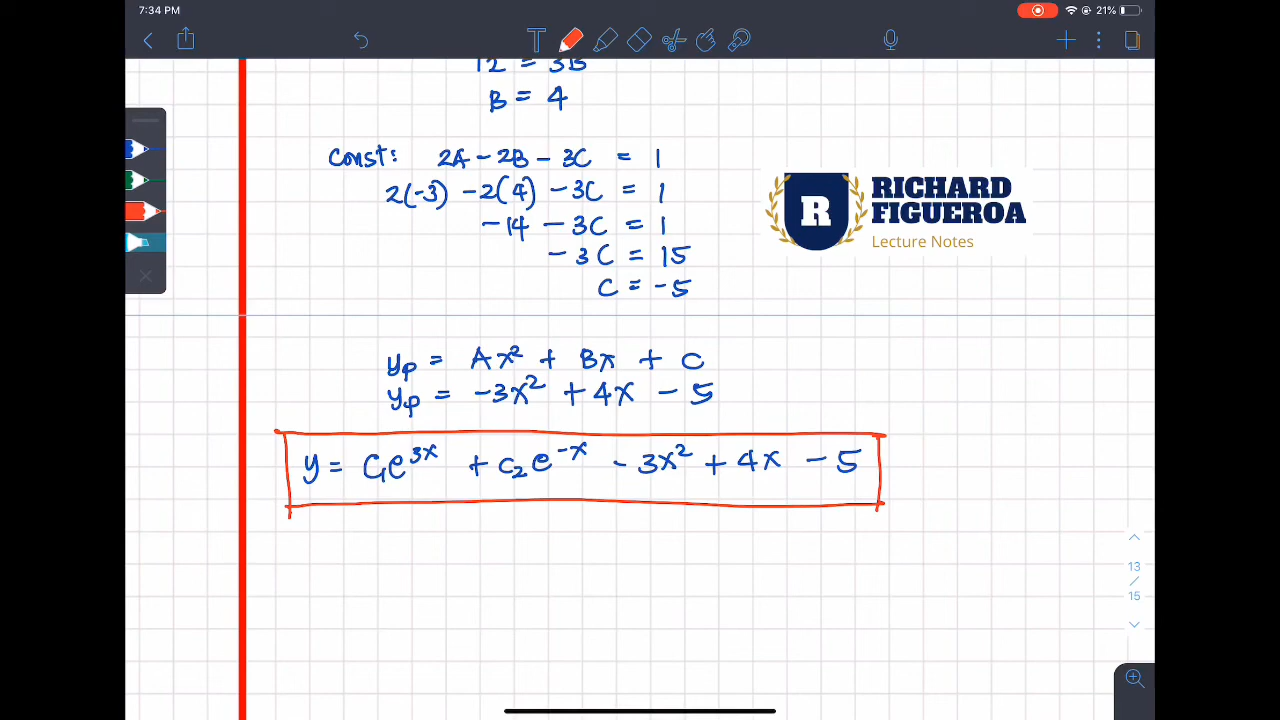 7:34 PM
21%
T
12 = 3B
B = 4
Const: 2A - 2B - 3C = 1
2(-3) - 2(4) - 3C = 1
-14 - 3C = 1
-3C = 15
C = -5
R
RICHARD
FIGUEROA
Lecture Notes
yp = Ax² + Bx + C
yp = -3x² + 4x - 5
y = C₁e^3x + C₂e^-x - 3x² + 4x - 5
13
/
15